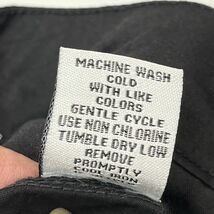 MACHINE WASH
COLD
WITH LIKE
COLORS
GENTLE CYCLE
USE NON CHLORINE
TUMBLE DRY LOW
REMOVE
PROMPTLY
COOL IRON